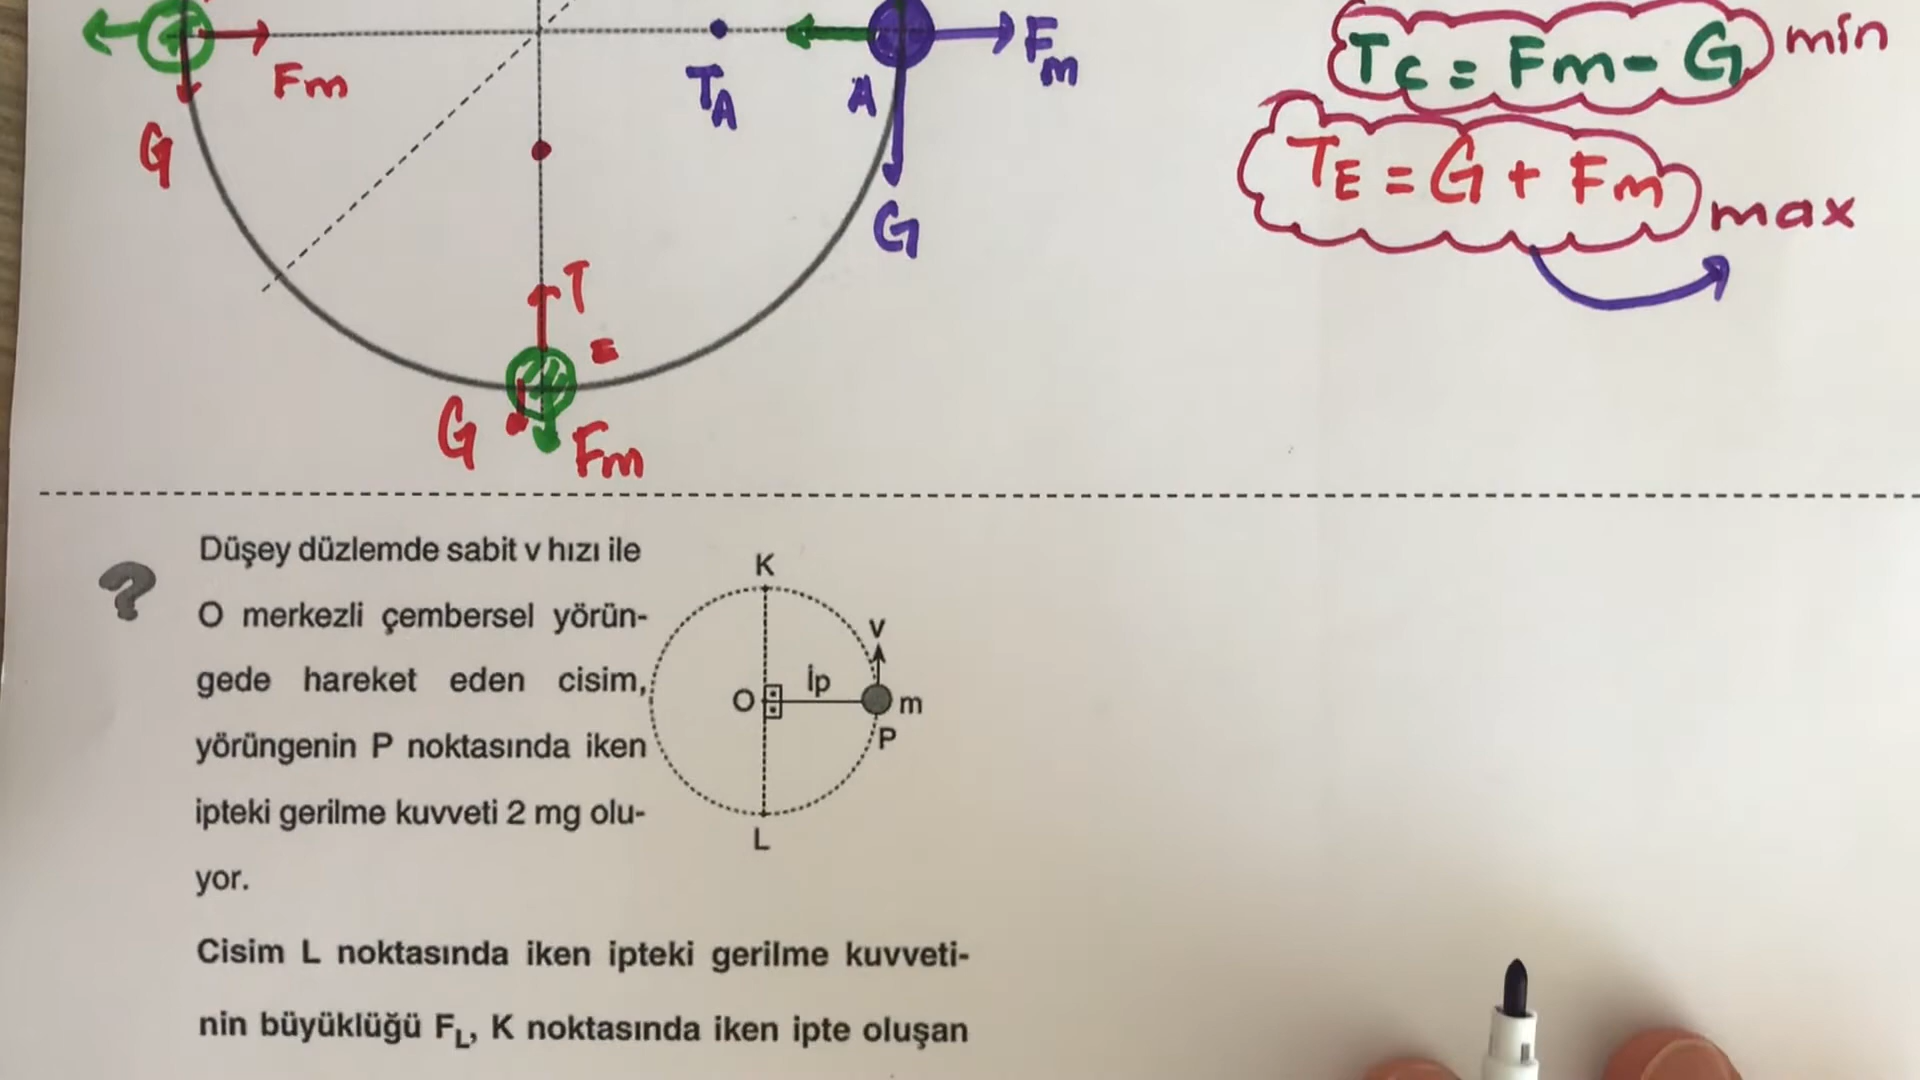 Fm
G
TA
A
Fm
G
TC = Fm - G min
TE = G + Fm max
T
E
G
Fm
?
Düşey düzlemde sabit v hızı ile
O merkezli çembersel yörün-
gede hareket eden cisim,
yörüngenin P noktasında iken
ipteki gerilme kuvveti 2 mg olu-
yor.
K
V
İp
O
m
P
L
Cisim L noktasında iken ipteki gerilme kuvveti-
nin büyüklüğü FL, K noktasında iken ipte oluşan